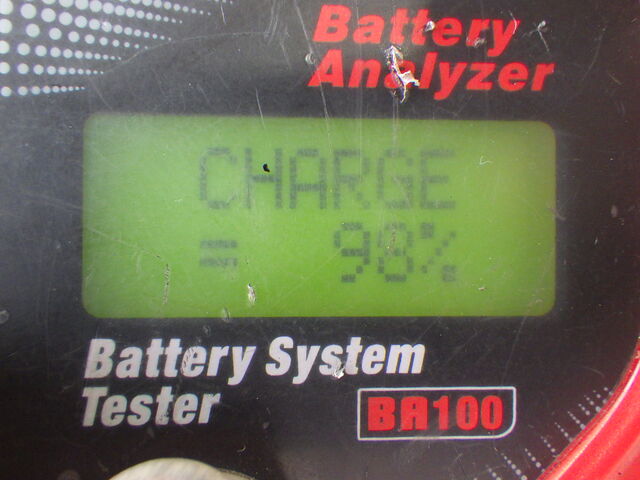 Battery
Analyzer
CHARGE
= 98%
Battery System
Tester
BA100